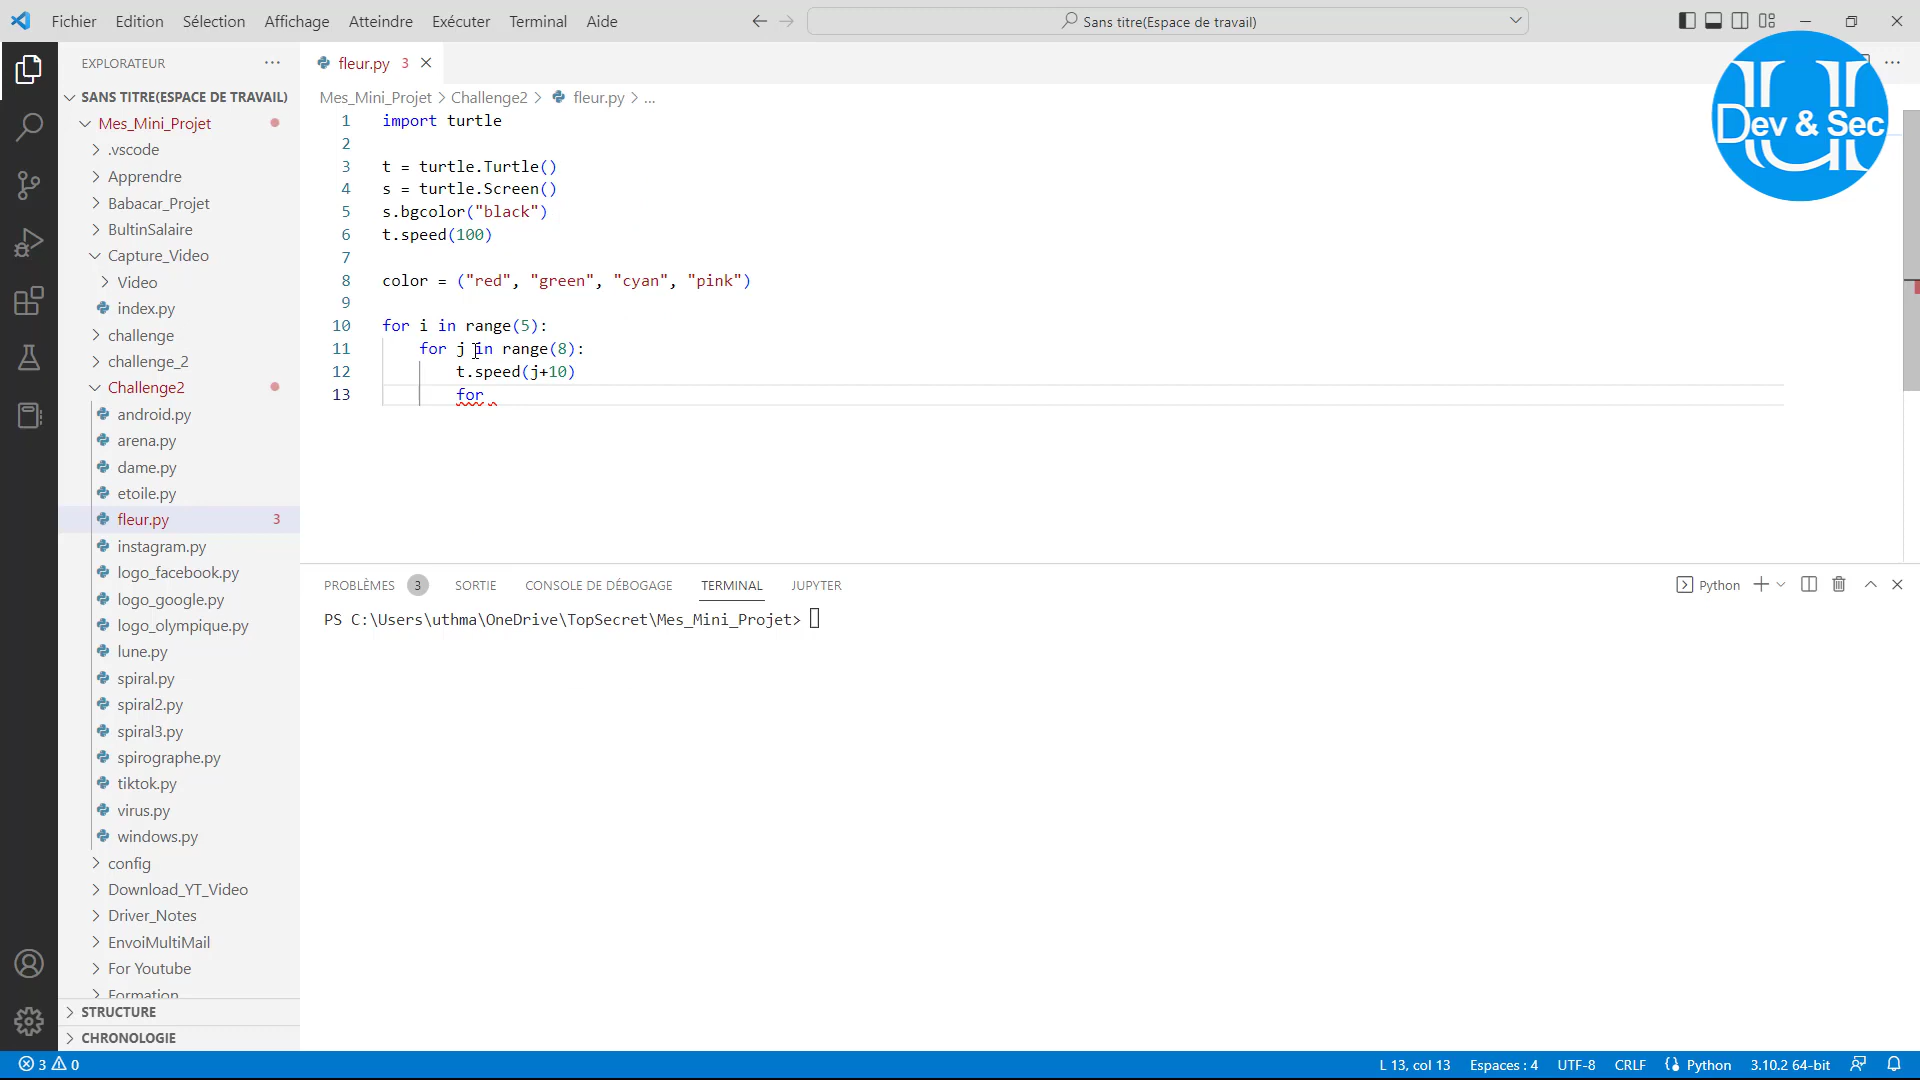 Fichier Edition Sélection Affichage Atteindre Exécuter Terminal Aide
Sans titre(Espace de travail)
Dev & Sec
EXPLORATEUR
SANS TITRE(ESPACE DE TRAVAIL)
Mes_Mini_Projet
.vscode
Apprendre
Babacar_Projet
BultinSalaire
Capture_Video
Video
index.py
challenge
challenge_2
Challenge2
android.py
arena.py
dame.py
etoile.py
fleur.py 3
instagram.py
logo_facebook.py
logo_google.py
logo_olympique.py
lune.py
spiral.py
spiral2.py
spiral3.py
spirographe.py
tiktok.py
virus.py
windows.py
config
Download_YT_Video
Driver_Notes
EnvoiMultiMail
For Youtube
Formation
STRUCTURE
CHRONOLOGIE
fleur.py 3
Mes_Mini_Projet > Challenge2 > fleur.py > ...
1 import turtle
2
3 t = turtle.Turtle()
4 s = turtle.Screen()
5 s.bgcolor("black")
6 t.speed(100)
7
8 color = ("red", "green", "cyan", "pink")
9
10 for i in range(5):
11 for j in range(8):
12 t.speed(j+10)
13 for
PROBLÈMES 3 SORTIE CONSOLE DE DÉBOGAGE TERMINAL JUPYTER
Python
PS C:\Users\uthma\OneDrive\TopSecret\Mes_Mini_Projet>
3 0
L 13, col 13 Espaces : 4 UTF-8 CRLF Python 3.10.2 64-bit